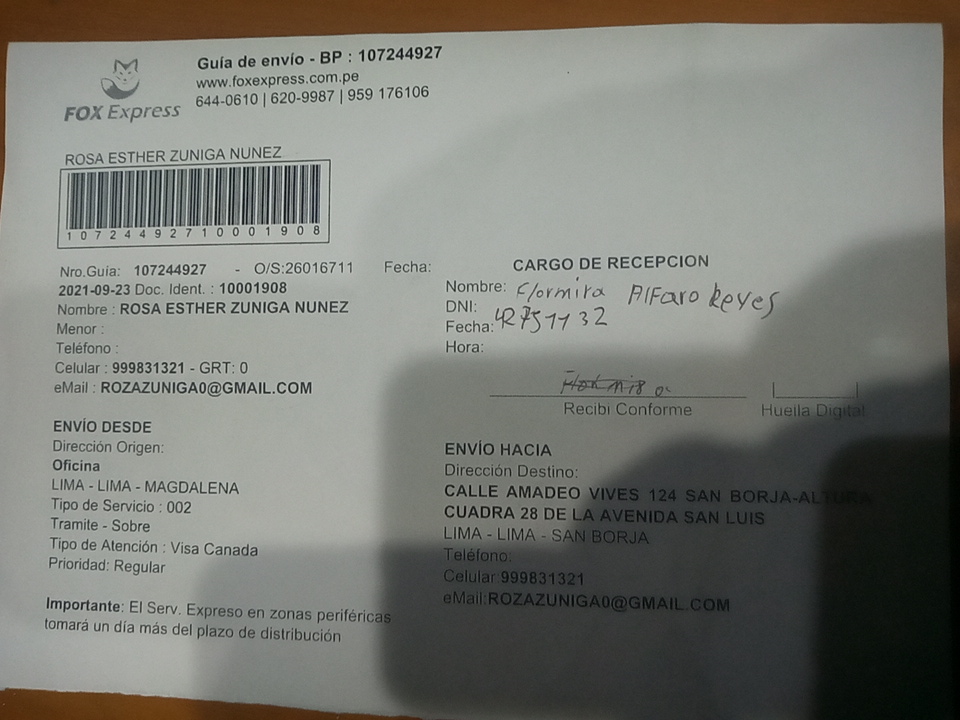 FOX Express
Guía de envío - BP : 107244927
www.foxexpress.com.pe
644-0610 | 620-9987 | 959 176106
ROSA ESTHER ZUNIGA NUNEZ
107244927100019​08
Nro.Guía: 107244927 - O/S:26016711 Fecha:
2021-09-23 Doc. Ident. : 10001908
Nombre : ROSA ESTHER ZUNIGA NUNEZ
Menor :
Teléfono :
Celular : 999831321 - GRT: 0
eMail : ROZAZUNIGA0@GMAIL.COM
CARGO DE RECEPCION
Nombre: Flormira Alfaro Reyes
DNI: 42751132
Fecha:
Hora:
Recibi Conforme
Huella Digital
ENVÍO DESDE
Dirección Origen:
Oficina
LIMA - LIMA - MAGDALENA
Tipo de Servicio : 002
Tramite - Sobre
Tipo de Atención : Visa Canada
Prioridad: Regular
Importante: El Serv. Expreso en zonas periféricas
tomará un día más del plazo de distribución
ENVÍO HACIA
Dirección Destino:
CALLE AMADEO VIVES 124 SAN BORJA-ALTURA
CUADRA 28 DE LA AVENIDA SAN LUIS
LIMA - LIMA - SAN BORJA
Teléfono:
Celular:999831321
eMail:ROZAZUNIGA0@GMAIL.COM